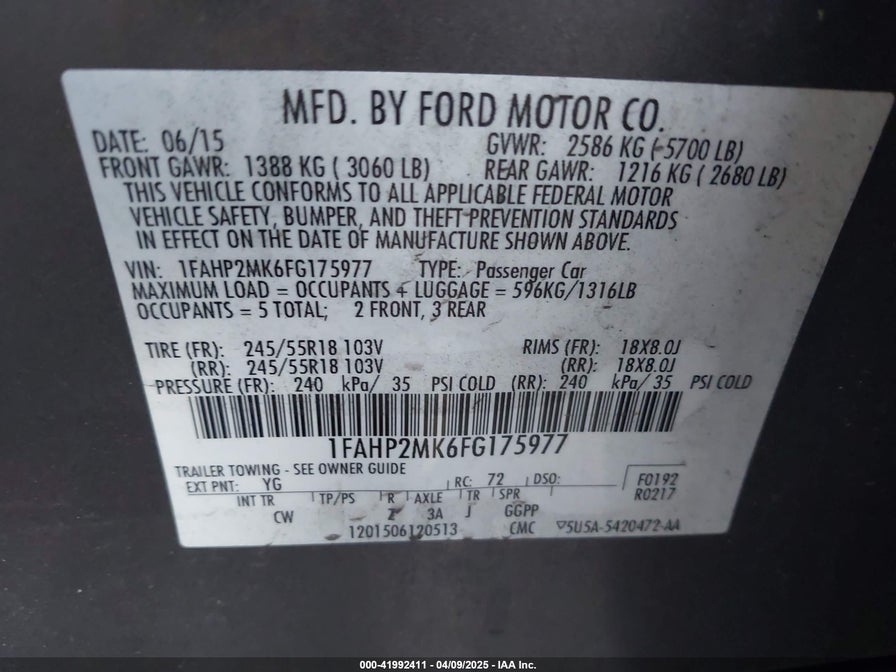 MFD. BY FORD MOTOR CO.
DATE: 06/15 GVWR: 2586 KG ( 5700 LB)
FRONT GAWR: 1388 KG ( 3060 LB) REAR GAWR: 1216 KG ( 2680 LB)
THIS VEHICLE CONFORMS TO ALL APPLICABLE FEDERAL MOTOR
VEHICLE SAFETY, BUMPER, AND THEFT PREVENTION STANDARDS
IN EFFECT ON THE DATE OF MANUFACTURE SHOWN ABOVE.
VIN: 1FAHP2MK6FG175977 TYPE: Passenger Car
MAXIMUM LOAD = OCCUPANTS + LUGGAGE = 596KG/1316LB
OCCUPANTS = 5 TOTAL; 2 FRONT, 3 REAR
TIRE (FR): 245/55R18 103V RIMS (FR): 18X8.0J
(RR): 245/55R18 103V (RR): 18X8.0J
PRESSURE (FR): 240 kPa/ 35 PSI COLD (RR): 240 kPa/ 35 PSI COLD
1FAHP2MK6FG175977
TRAILER TOWING - SEE OWNER GUIDE
EXT PNT: YG RC: 72 DSO: F0192
INT TR TP/PS R AXLE TR SPR R0217
CW 2 3A J GGPP
1201506120513 CMC ▽5U5A-5420472-AA
000-41992411 - 04/09/2025 - IAA Inc.